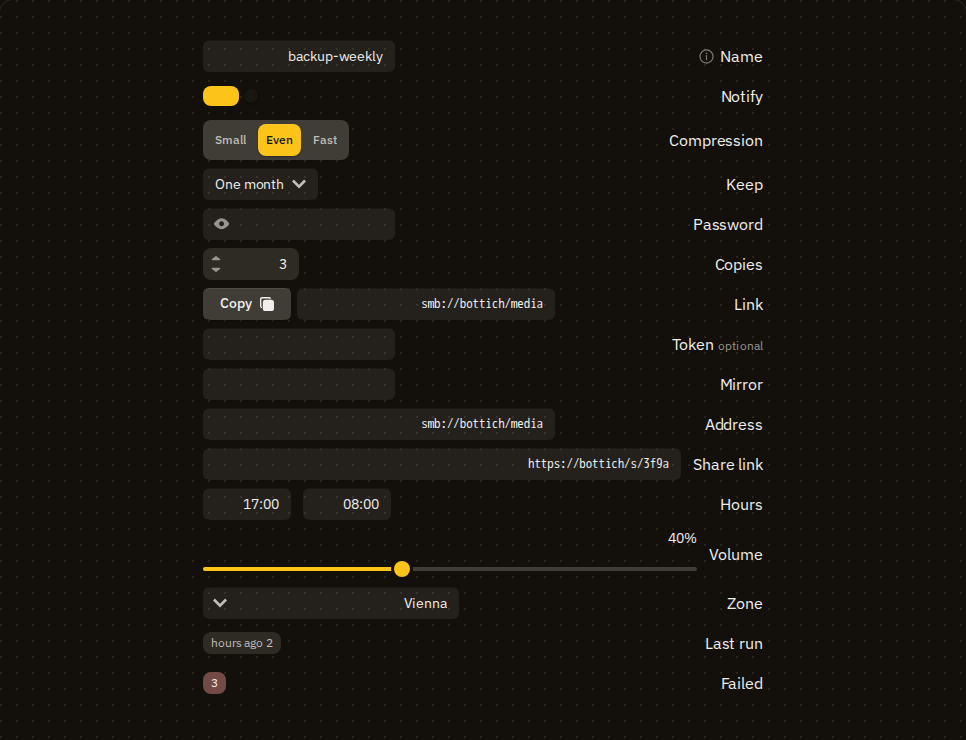 Name backup-weekly
Notify
Compression Small Even Fast
Keep One month
Password
Copies 3
Link smb://bottich/media Copy
Token optional
Mirror
Address smb://bottich/media
Share link https://bottich/s/3f9a
Hours 17:00 08:00
40%
Volume
Zone Vienna
Last run hours ago 2
Failed 3